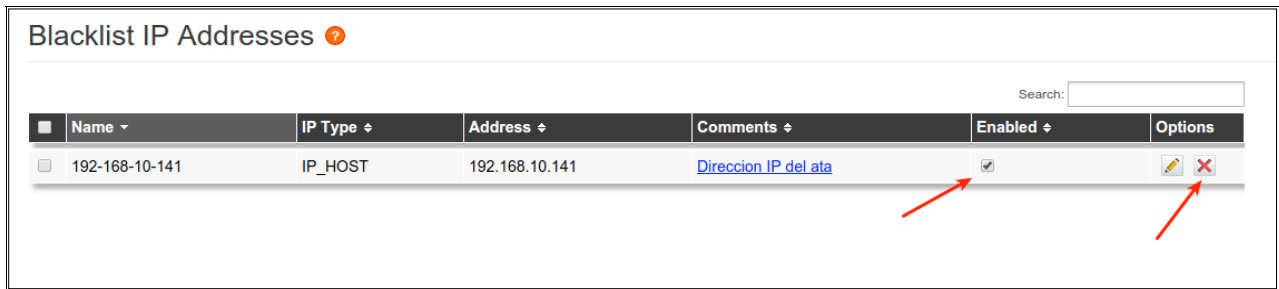 Blacklist IP Addresses ?
Search:
Name IP Type Address Comments Enabled Options
192-168-10-141 IP_HOST 192.168.10.141 Direccion IP del ata